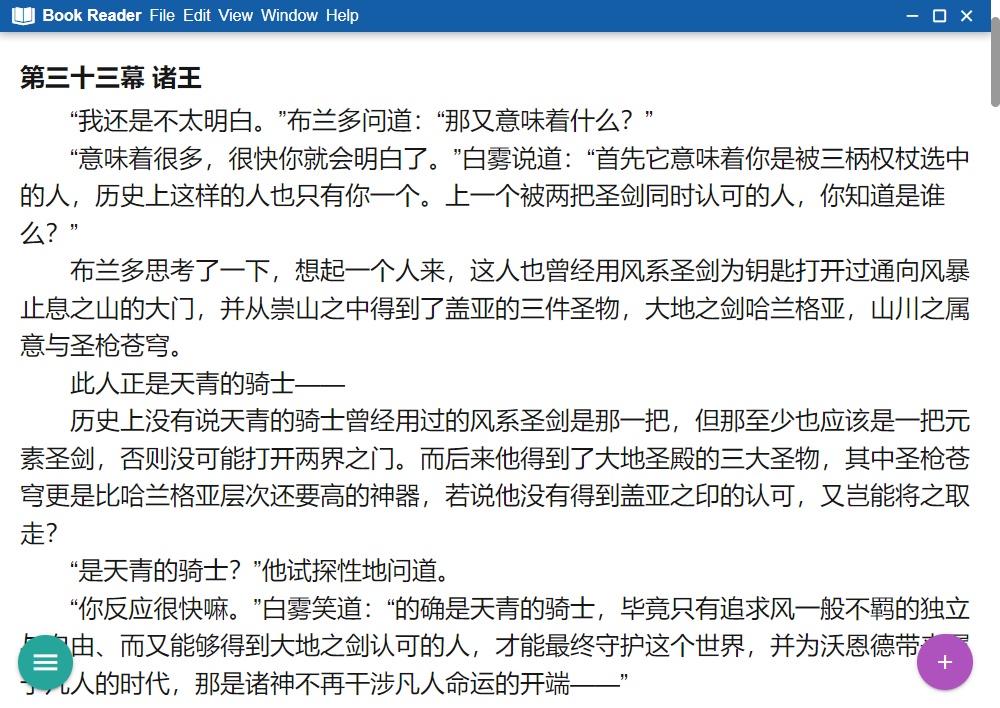 Book Reader File Edit View Window Help
第三十三幕 诸王
“我还是不太明白。”布兰多问道：“那又意味着什么？”
“意味着很多，很快你就会明白了。”白雾说道：“首先它意味着你是被三柄权杖选中
的人，历史上这样的人也只有你一个。上一个被两把圣剑同时认可的人，你知道是谁
么？”
布兰多思考了一下，想起一个人来，这人也曾经用风系圣剑为钥匙打开过通向风暴
止息之山的大门，并从崇山之中得到了盖亚的三件圣物，大地之剑哈兰格亚，山川之属
意与圣枪苍穹。
此人正是天青的骑士——
历史上没有说天青的骑士曾经用过的风系圣剑是那一把，但那至少也应该是一把元
素圣剑，否则没可能打开两界之门。而后来他得到了大地圣殿的三大圣物，其中圣枪苍
穹更是比哈兰格亚层次还要高的神器，若说他没有得到盖亚之印的认可，又岂能将之取
走？
“是天青的骑士？”他试探性地问道。
“你反应很快嘛。”白雾笑道：“的确是天青的骑士，毕竟只有追求风一般不羁的独立
自由、而又能够得到大地之剑认可的人，才能最终守护这个世界，并为沃恩德带
人的时代，那是诸神不再干涉凡人命运的开端——”